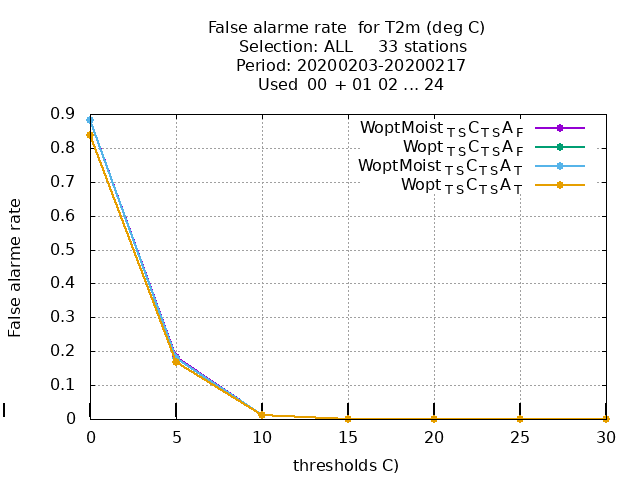 False alarme rate for T2m (deg C)
Selection: ALL 33 stations
Period: 20200203-20200217
Used 00 + 01 02 ... 24
WoptMoist TS C TS A F
Wopt TS C TS A F
WoptMoist TS C TS A T
Wopt TS C TS A T
False alarme rate
0.9
0.8
0.7
0.6
0.5
0.4
0.3
0.2
0.1
0
0 5 10 15 20 25 30
thresholds C)